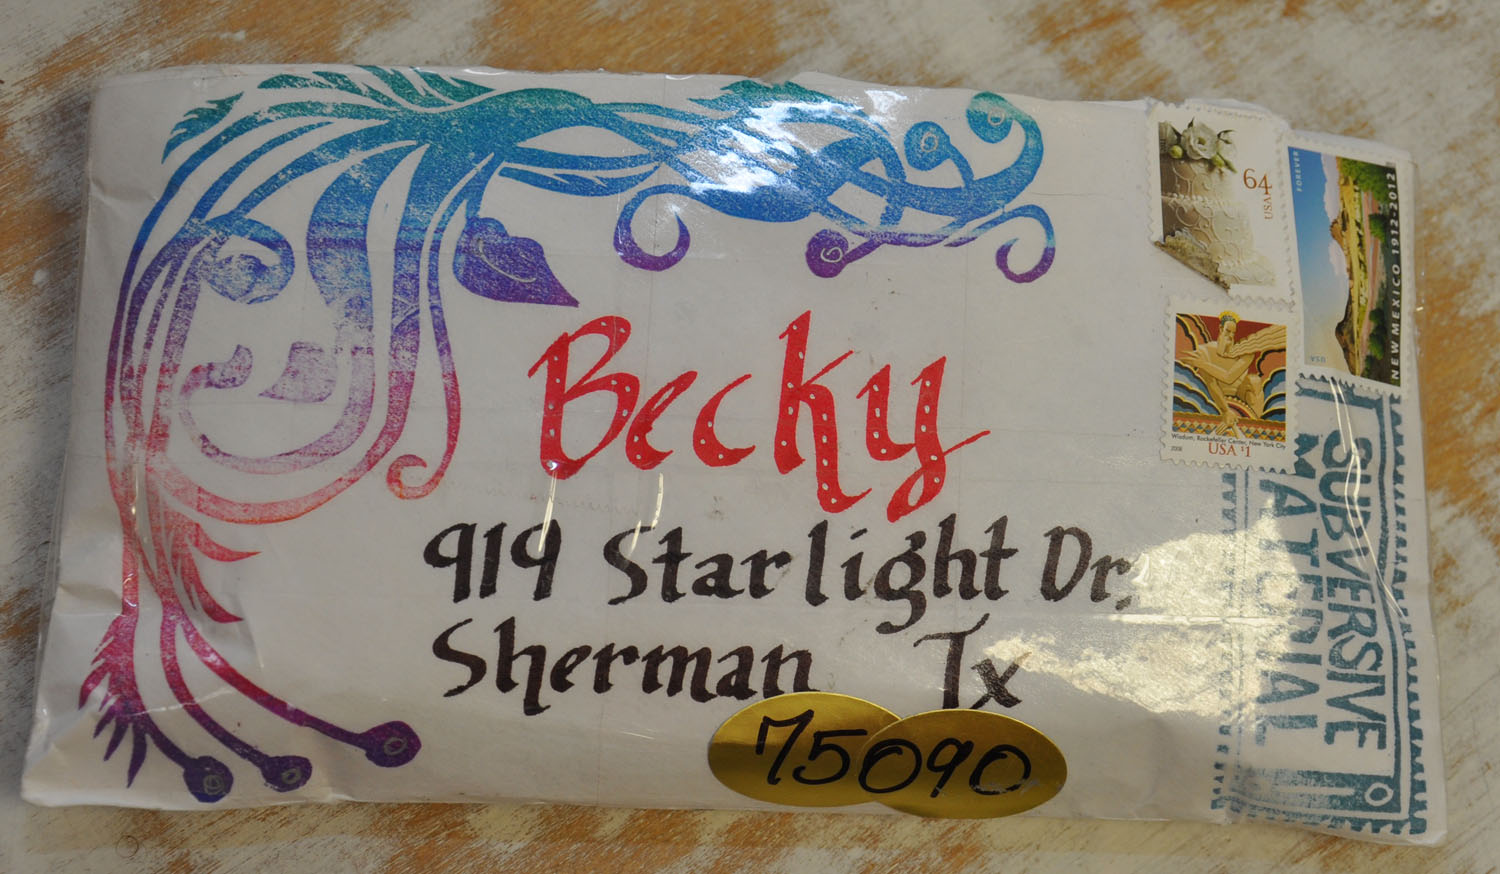 Becky
919 Starlight Dr.
Sherman Tx
75090
64
USA
FOREVER
NEW MEXICO 1912-2012
USA
Wisdom, Rockefeller Center, New York City
2008
USA $1
SUBVERSIVE
MATERIAL